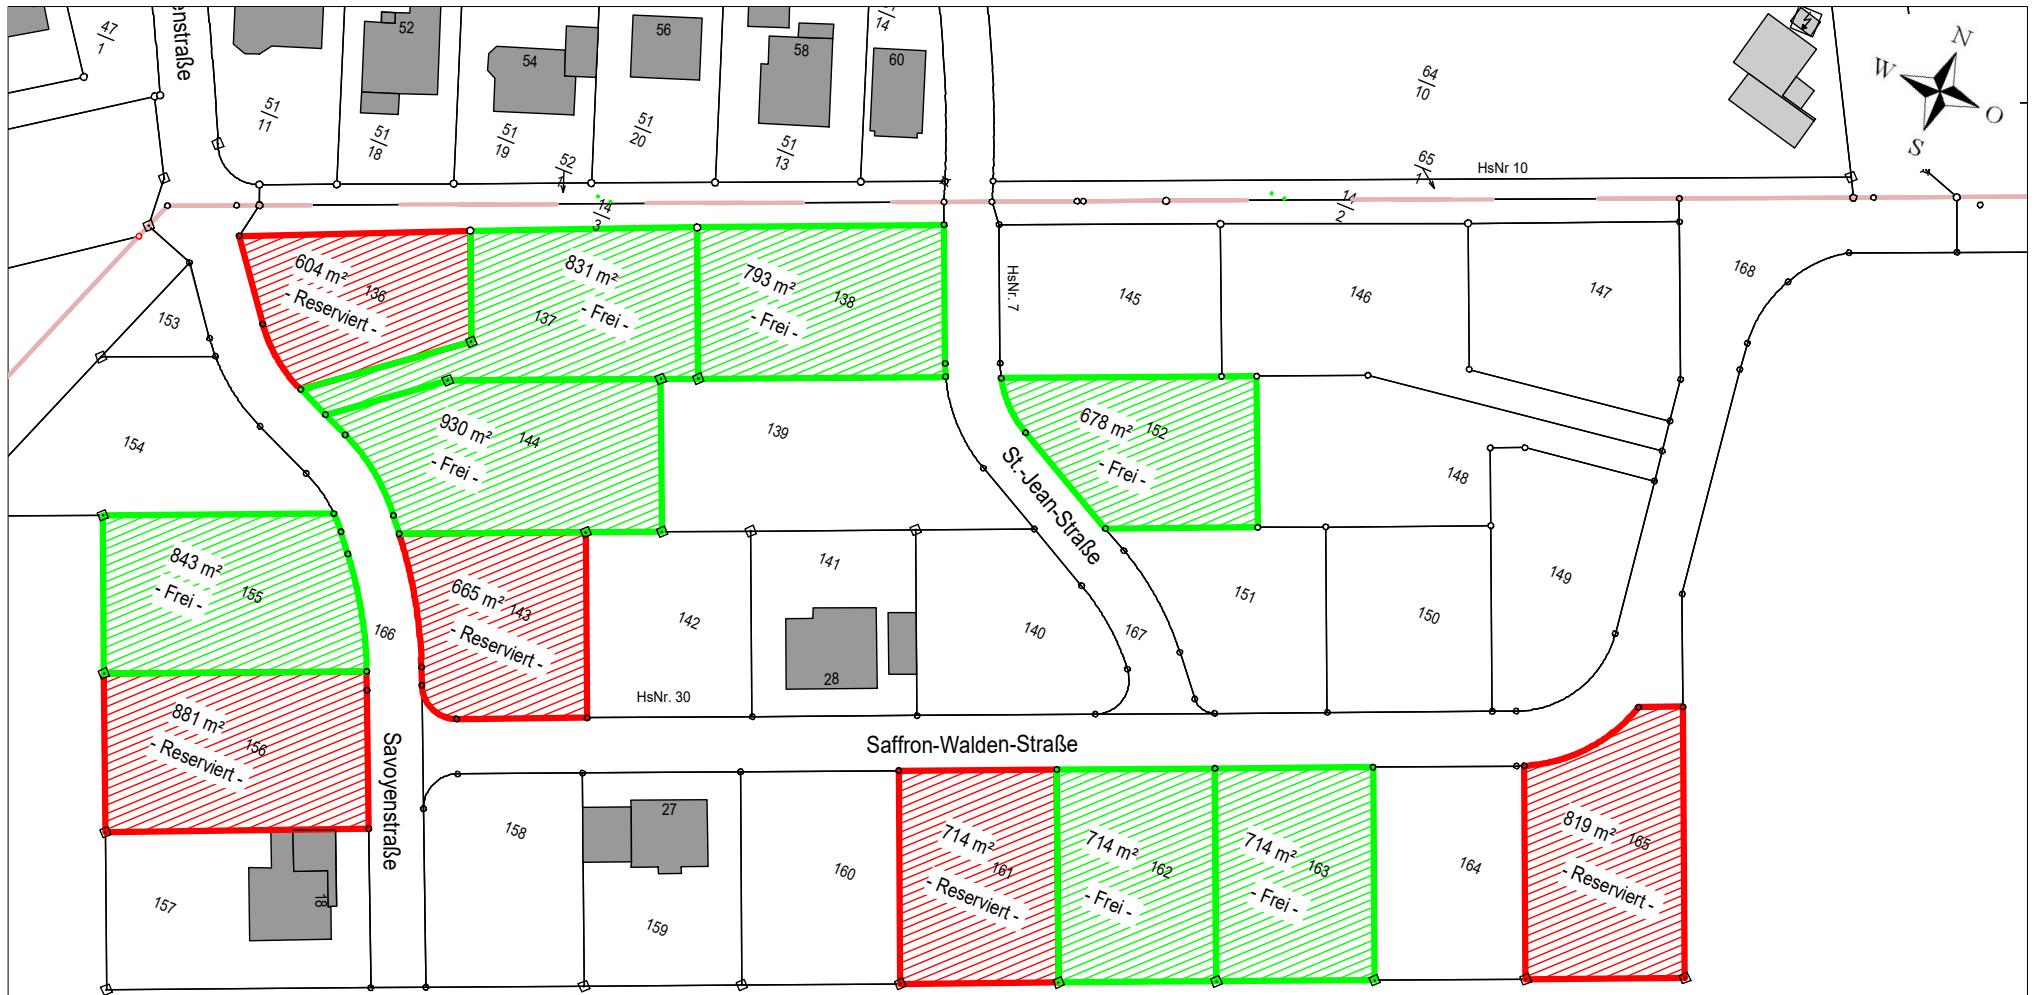 47
1
enstraße
52
54
56
58
60
14
51
11
51
18
51
19
52
51
20
51
13
64
10
65
1
HsNr 10
N
W
O
S
14
3
14
2
604 m²
136
- Reserviert -
831 m²
137
- Frei -
793 m²
138
- Frei -
HsNr. 7
145
146
147
168
153
154
930 m²
144
- Frei -
139
St.-Jean-Straße
678 m²
152
- Frei -
148
843 m²
155
- Frei -
166
665 m²
143
- Reserviert -
142
141
28
140
167
151
150
149
HsNr. 30
881 m²
156
- Reserviert -
Savoyenstraße
Saffron-Walden-Straße
157
18
158
27
159
160
714 m²
161
- Reserviert -
714 m²
162
- Frei -
714 m²
163
- Frei -
164
819 m²
165
- Reserviert -